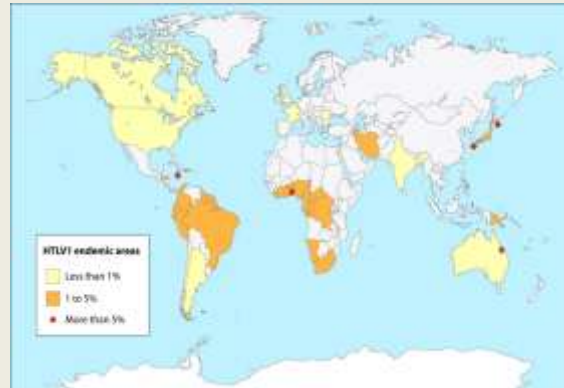 HTLV1 endemic areas
Less than 1%
1 to 5%
More than 5%